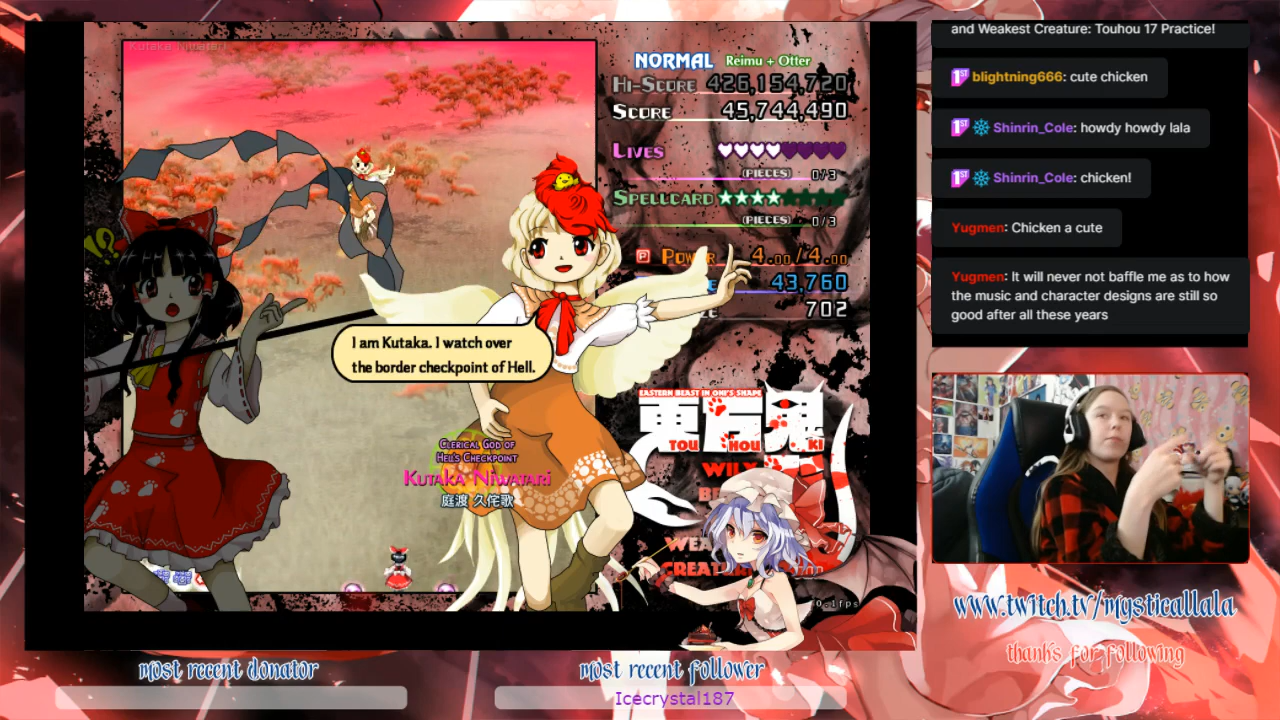 Kutaka Niwatari
NORMAL Reimu + Otter
Hi-Score 426,154,720
Score 45,744,490
Lives
(PIECES) 0/3
Spellcard
(PIECES) 0/3
P Power 4.00/4.00
43,760
702
I am Kutaka. I watch over
the border checkpoint of Hell.
Clerical God of
Hell's Checkpoint
Kutaka Niwatari
庭渡 久侘歌
EASTERN BEAST IN ONI'S SHAPE
東方鬼
TOU HOU KI
WILY
and Weakest Creature: Touhou 17 Practice!
1ST blightning666: cute chicken
1ST Shinrin_Cole: howdy howdy lala
1ST Shinrin_Cole: chicken!
Yugmen: Chicken a cute
Yugmen: It will never not baffle me as to how
the music and character designs are still so
good after all these years
www.twitch.tv/mysticallala
thanks for following
most recent donator
most recent follower
Icecrystal187